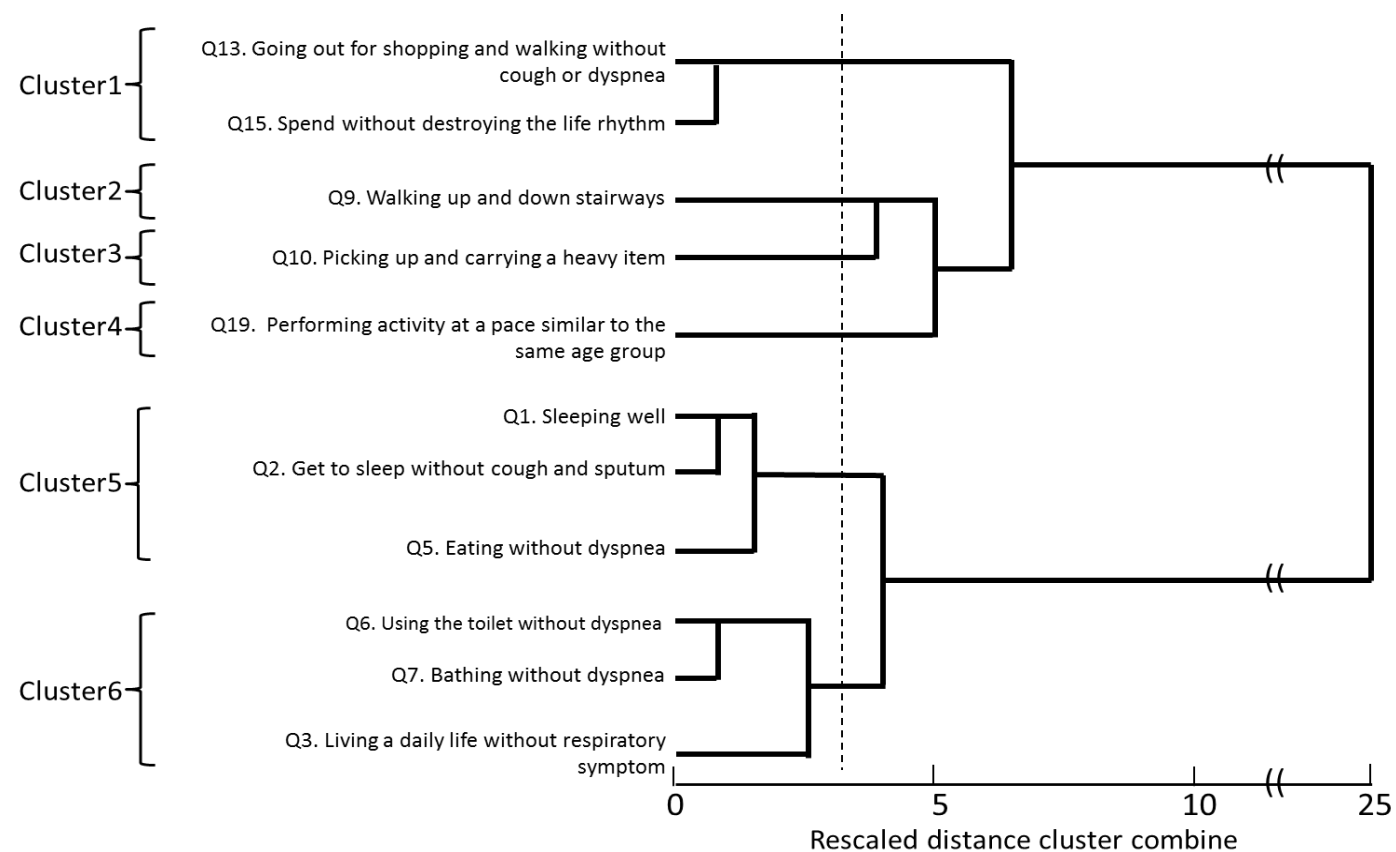 Cluster1
Q13. Going out for shopping and walking without
cough or dyspnea
Q15. Spend without destroying the life rhythm
Cluster2
Q9. Walking up and down stairways
Cluster3
Q10. Picking up and carrying a heavy item
Cluster4
Q19. Performing activity at a pace similar to the
same age group
Cluster5
Q1. Sleeping well
Q2. Get to sleep without cough and sputum
Q5. Eating without dyspnea
Cluster6
Q6. Using the toilet without dyspnea
Q7. Bathing without dyspnea
Q3. Living a daily life without respiratory
symptom
0 5 10 25
Rescaled distance cluster combine